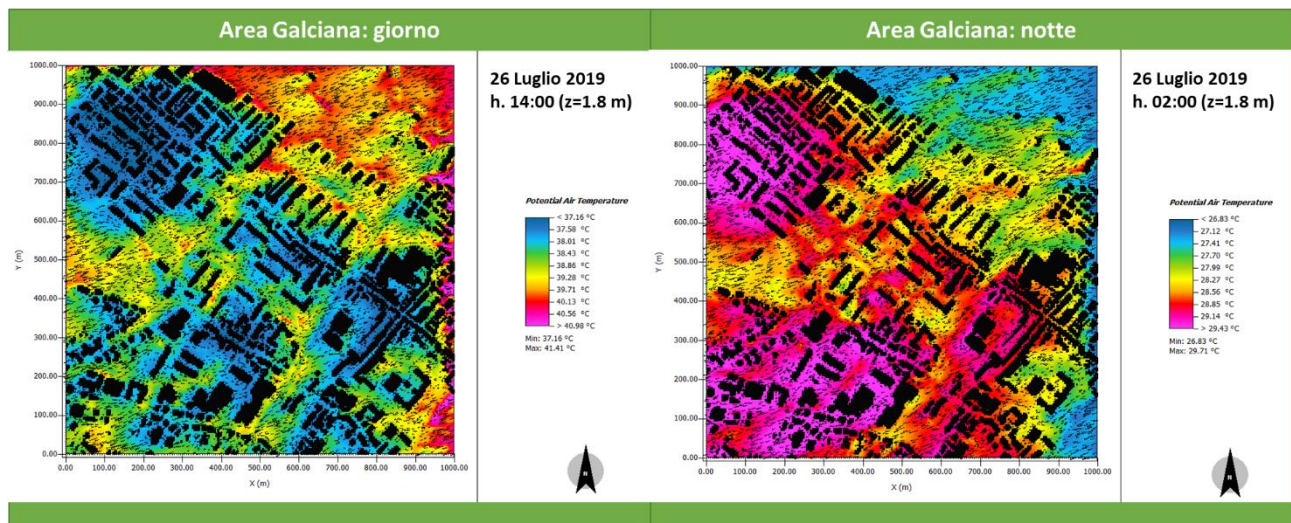 Area Galciana: giorno
26 Luglio 2019
h. 14:00 (z=1.8 m)
Potential Air Temperature
< 37.16 °C
37.58 °C
38.01 °C
38.43 °C
38.86 °C
39.28 °C
39.71 °C
40.13 °C
40.56 °C
> 40.98 °C
Min: 37.16 °C
Max: 41.41 °C
N
Y (m)
1000.00
900.00
800.00
700.00
600.00
500.00
400.00
300.00
200.00
100.00
0.00
0.00 100.00 200.00 300.00 400.00 500.00 600.00 700.00 800.00 900.00 1000.00
X (m)
Area Galciana: notte
26 Luglio 2019
h. 02:00 (z=1.8 m)
Potential Air Temperature
< 26.83 °C
27.12 °C
27.41 °C
27.70 °C
27.99 °C
28.27 °C
28.56 °C
28.85 °C
29.14 °C
> 29.43 °C
Min: 26.83 °C
Max: 29.71 °C
N
Y (m)
1000.00
900.00
800.00
700.00
600.00
500.00
400.00
300.00
200.00
100.00
0.00
0.00 100.00 200.00 300.00 400.00 500.00 600.00 700.00 800.00 900.00 1000.00
X (m)